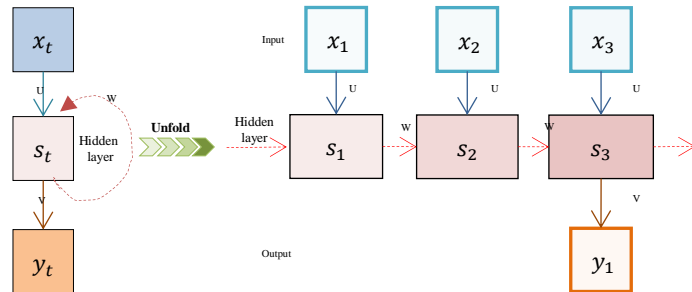 x_t
Input
x_1
x_2
x_3
U
W
U
U
U
Unfold
Hidden
layer
s_t
Hidden
layer
s_1
W
s_2
W
s_3
V
V
y_t
Output
y_1